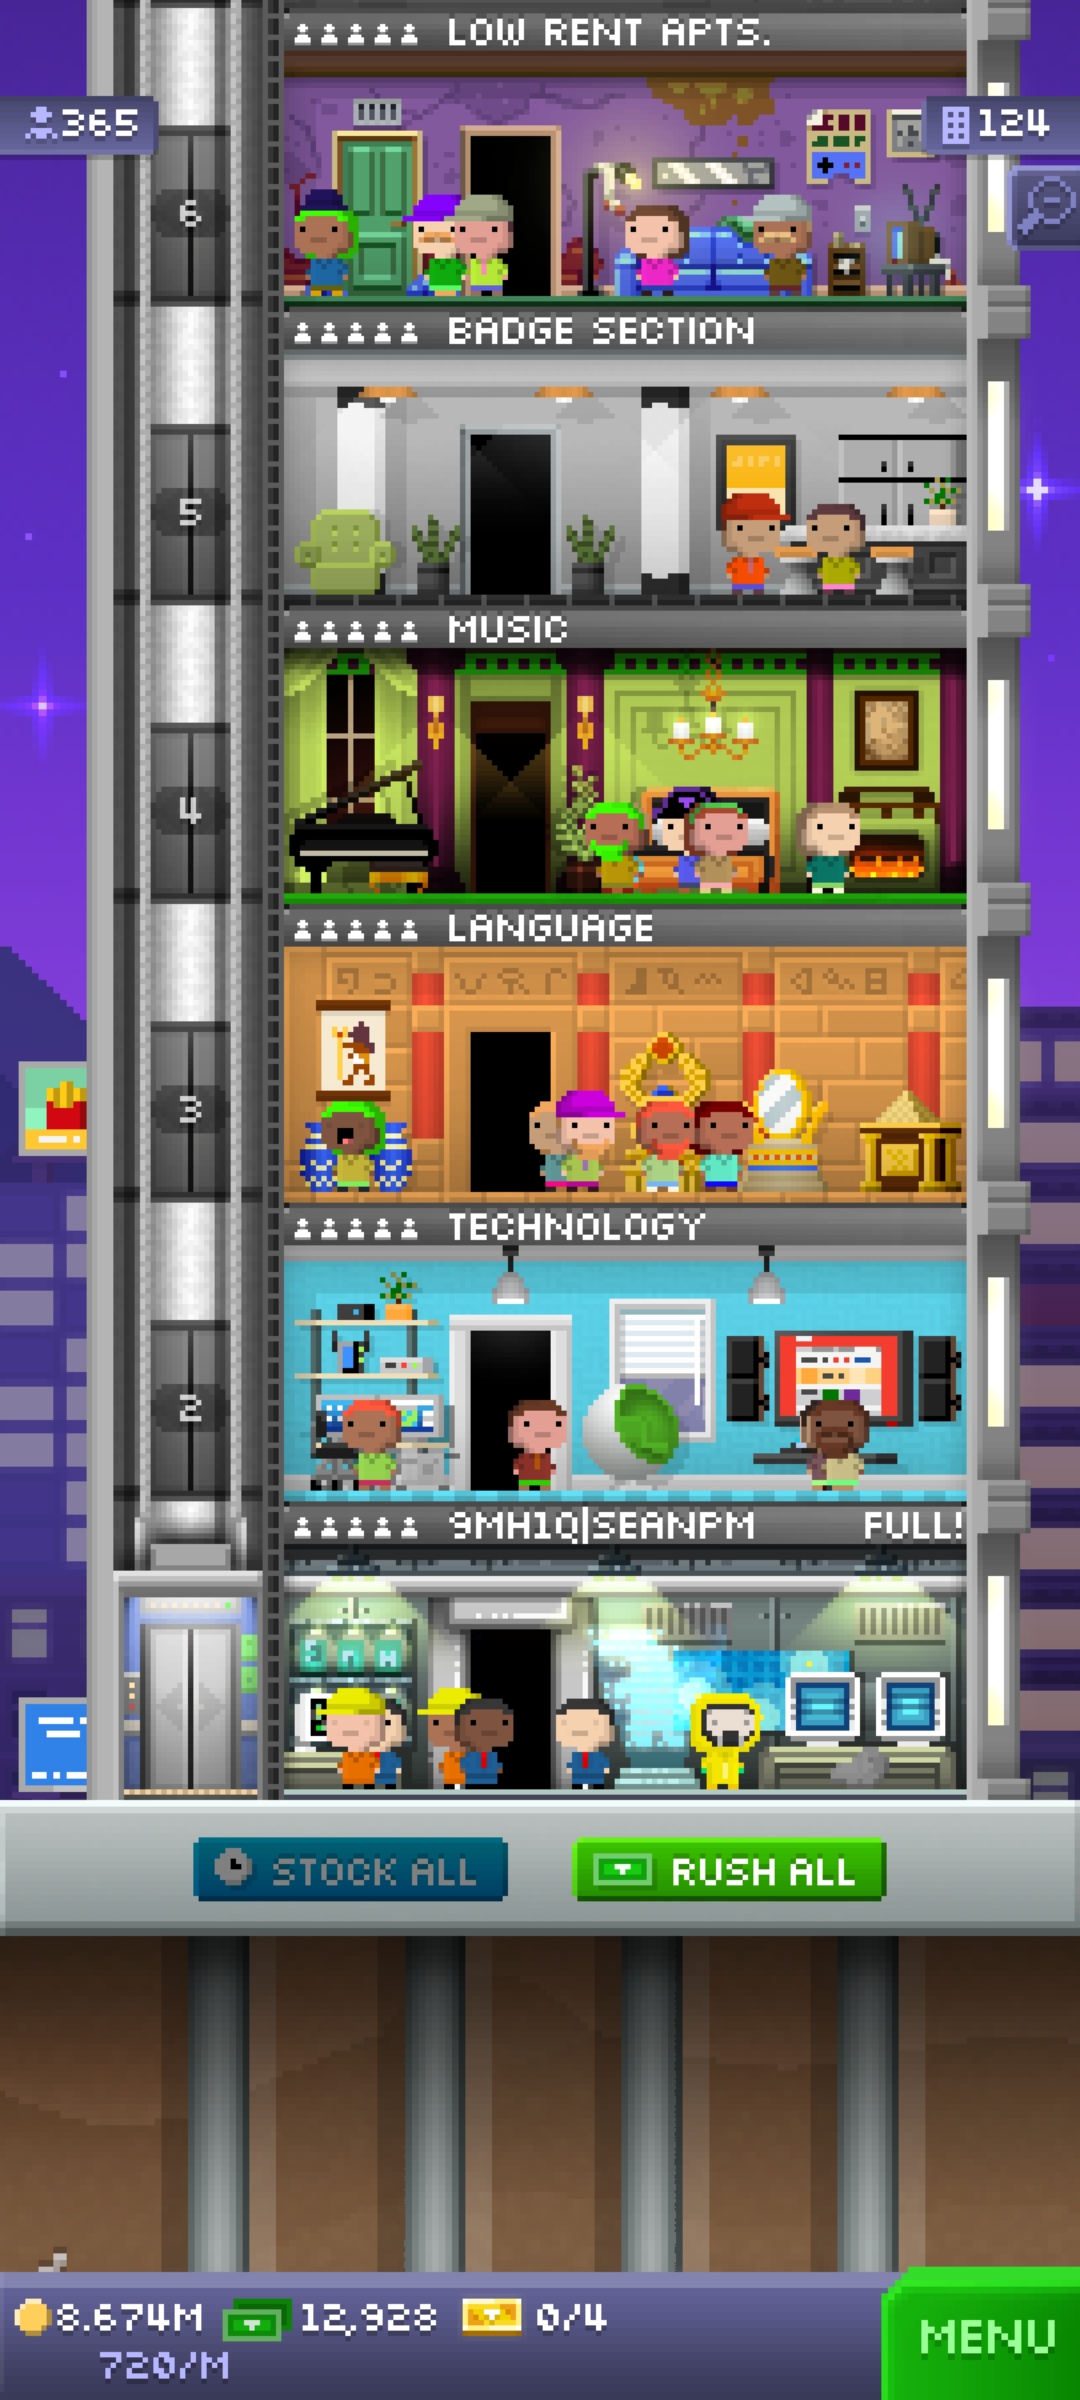 LOW RENT APTS.
365
124
6
BADGE SECTION
5
MUSIC
4
LANGUAGE
3
TECHNOLOGY
2
9MH1Q|SEANPM FULL!
STOCK ALL
RUSH ALL
8.674M 12,928 0/4
720/M
MENU